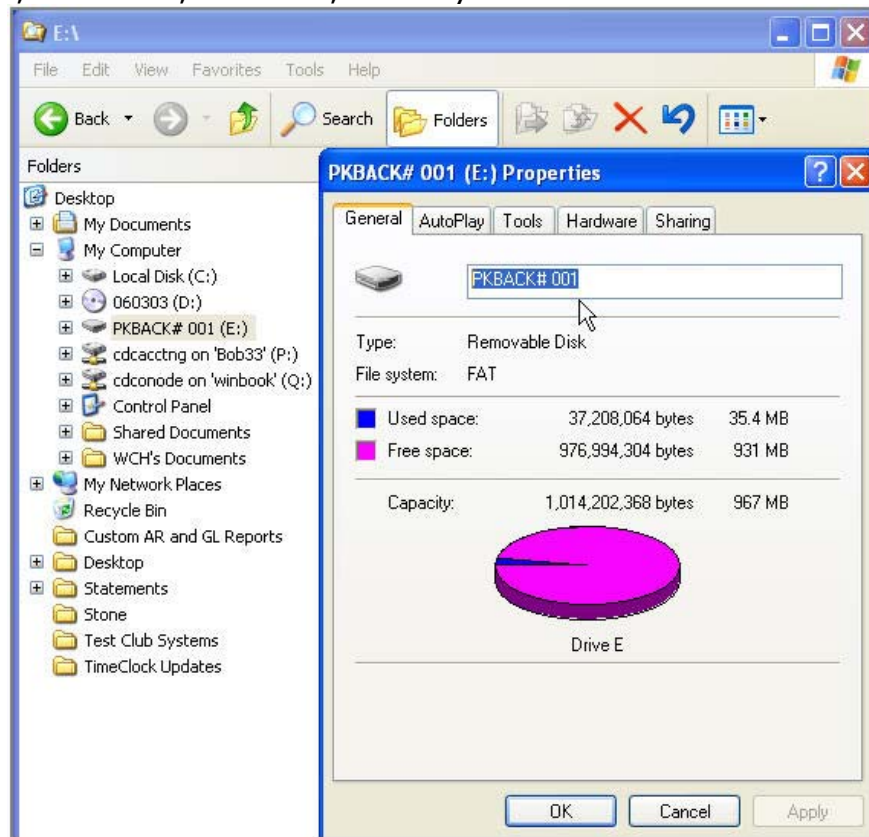 E:\
File Edit View Favorites Tools Help
Back Search Folders
Folders
Desktop
My Documents
My Computer
Local Disk (C:)
060303 (D:)
PKBACK# 001 (E:)
cdcacctng on 'Bob33' (P:)
cdconode on 'winbook' (Q:)
Control Panel
Shared Documents
WCH's Documents
My Network Places
Recycle Bin
Custom AR and GL Reports
Desktop
Statements
Stone
Test Club Systems
TimeClock Updates
PKBACK# 001 (E:) Properties
General AutoPlay Tools Hardware Sharing
PKBACK# 001
Type: Removable Disk
File system: FAT
Used space: 37,208,064 bytes 35.4 MB
Free space: 976,994,304 bytes 931 MB
Capacity: 1,014,202,368 bytes 967 MB
Drive E
OK Cancel Apply